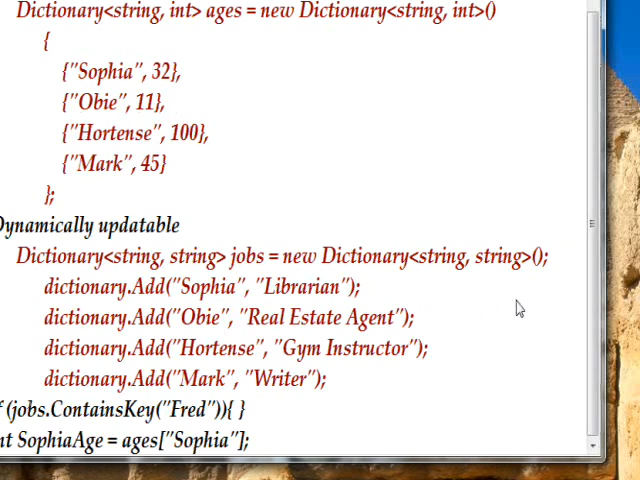 Dictionary<string, int> ages = new Dictionary<string, int>()
{
{"Sophia", 32},
{"Obie", 11},
{"Hortense", 100},
{"Mark", 45}
};
Dynamically updatable
Dictionary<string, string> jobs = new Dictionary<string, string>();
dictionary.Add("Sophia", "Librarian");
dictionary.Add("Obie", "Real Estate Agent");
dictionary.Add("Hortense", "Gym Instructor");
dictionary.Add("Mark", "Writer");
f (jobs.ContainsKey("Fred")){ }
nt SophiaAge = ages["Sophia"];